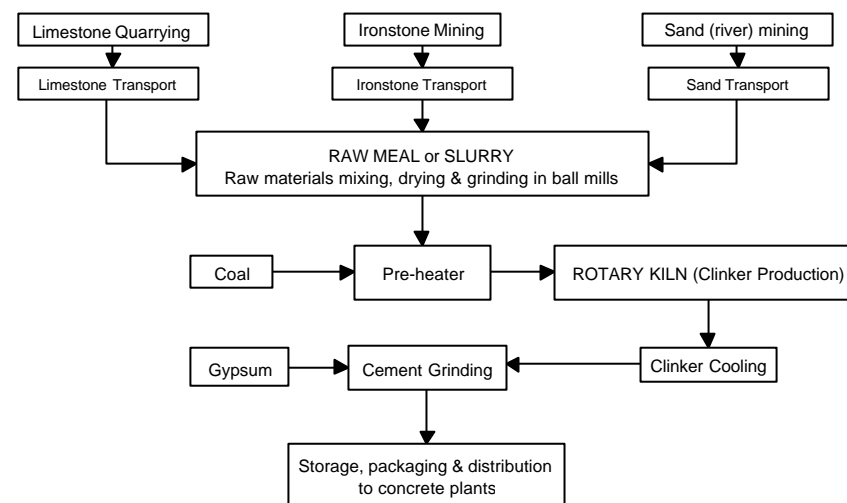 Limestone Quarrying
Ironstone Mining
Sand (river) mining
Limestone Transport
Ironstone Transport
Sand Transport
RAW MEAL or SLURRY
Raw materials mixing, drying & grinding in ball mills
Coal
Pre-heater
ROTARY KILN (Clinker Production)
Gypsum
Cement Grinding
Clinker Cooling
Storage, packaging & distribution
to concrete plants